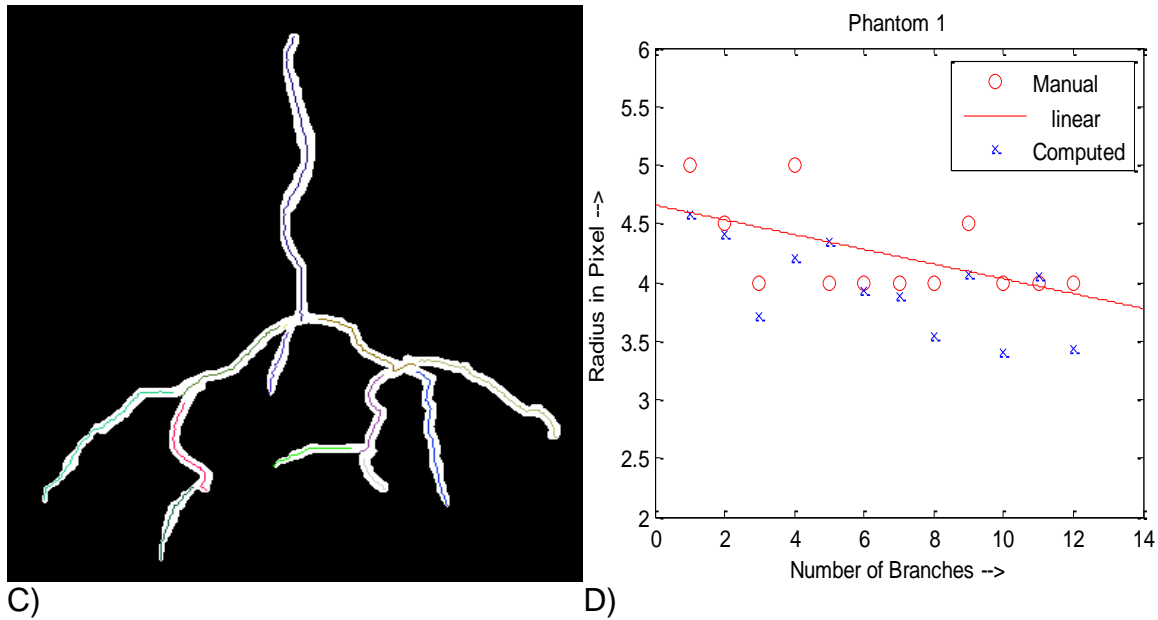 Phantom 1
6
5.5
5
4.5
4
3.5
3
2.5
2
Radius in Pixel -->
Manual
linear
Computed
0 2 4 6 8 10 12 14
Number of Branches -->
C) D)